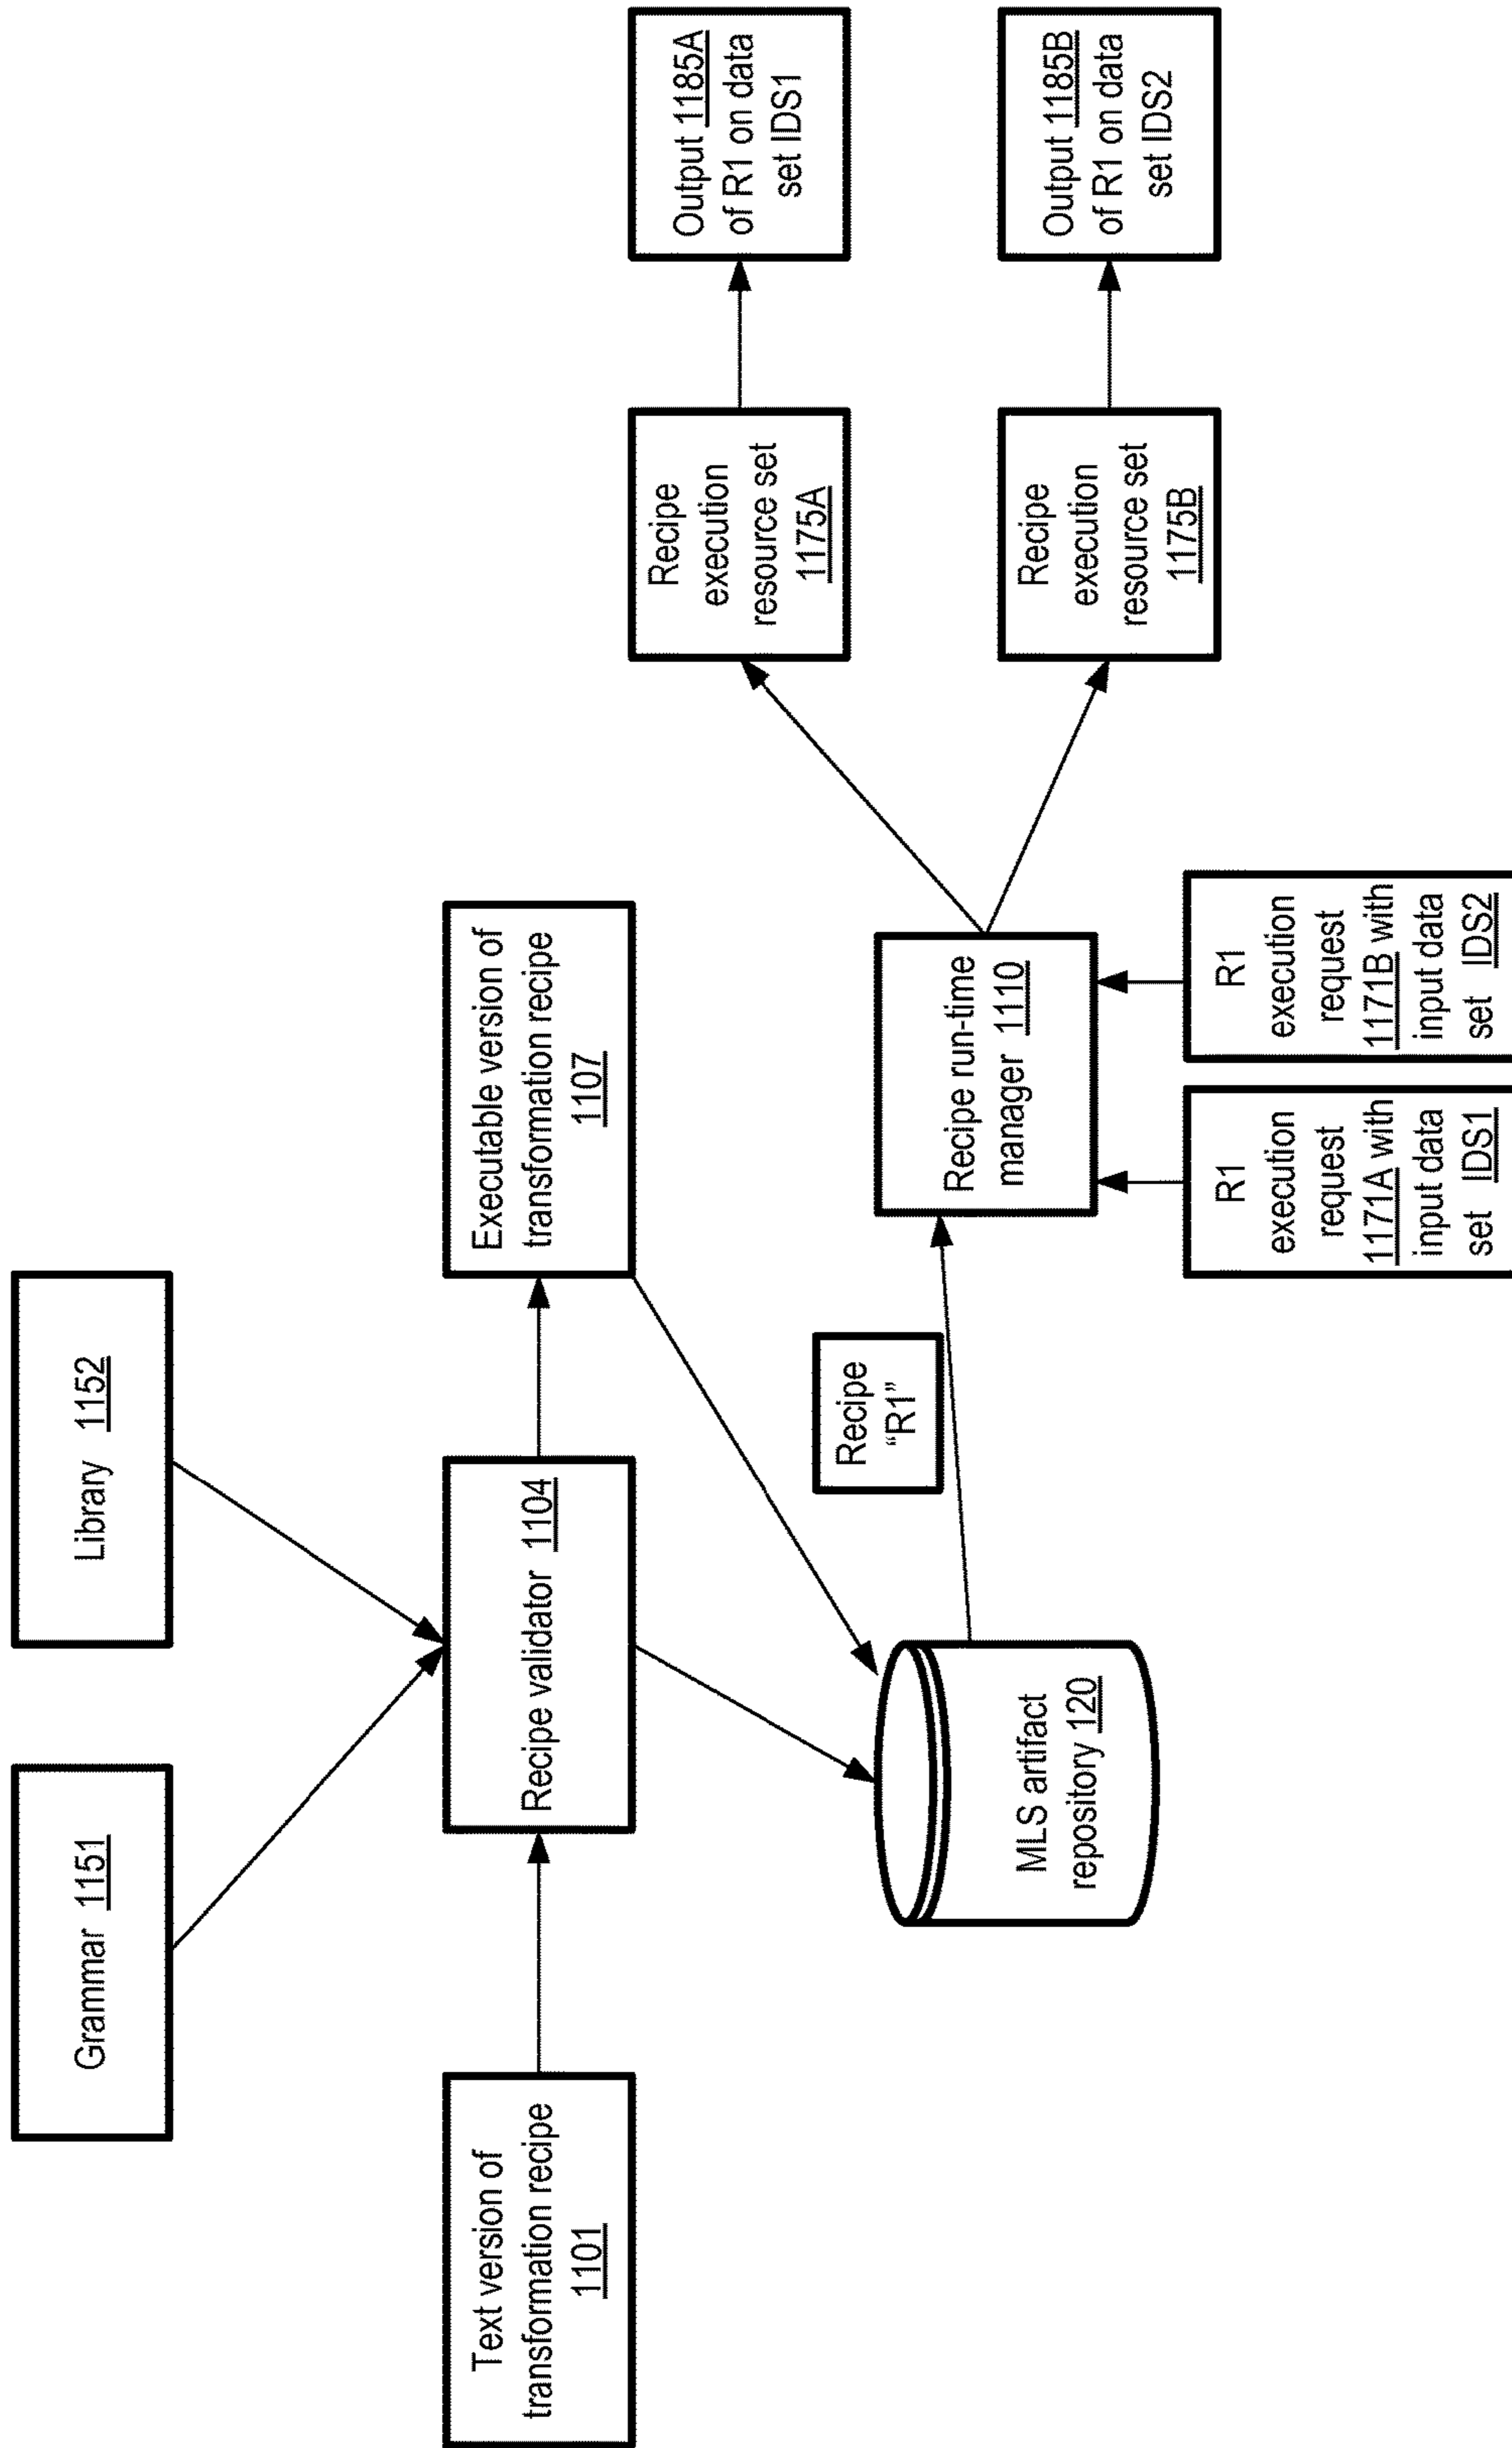 Grammar 1151
Library 1152
Text version of
transformation recipe
1101
Recipe validator 1104
Executable version of
transformation recipe
1107
MLS artifact
repository 120
Recipe
“R1”
Recipe run-time
manager 1110
R1
execution
request
1171A with
input data
set IDS1
R1
execution
request
1171B with
input data
set IDS2
Recipe
execution
resource set
1175A
Output 1185A
of R1 on data
set IDS1
Recipe
execution
resource set
1175B
Output 1185B
of R1 on data
set IDS2